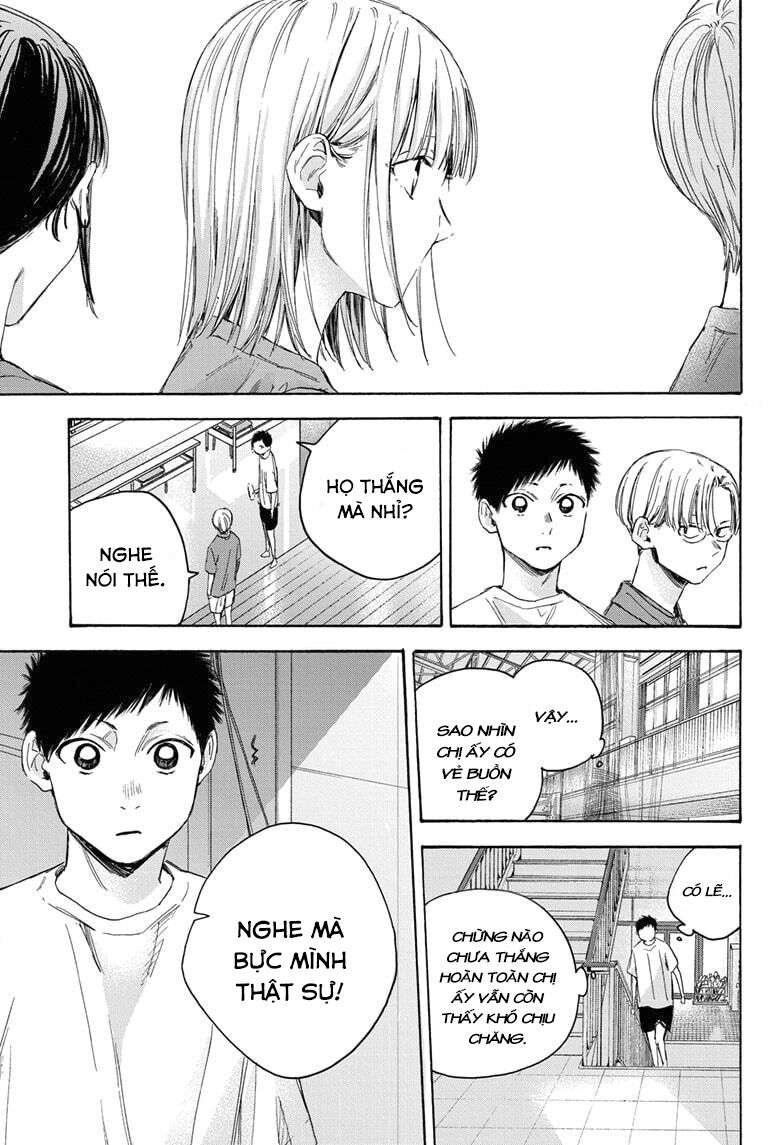 HỌ THẮNG
MÀ NHỈ?
NGHE
NÓI THẾ.
VẬY...
SAO NHÌN
CHỊ ẤY CÓ
VẺ BUỒN
THẾ?
CÓ LẼ...
CHỪNG NÀO
CHƯA THẮNG
HOÀN TOÀN CHỊ
ẤY VẪN CÒN
THẤY KHÓ CHỊU
CHĂNG.
NGHE MÀ
BỰC MÌNH
THẬT SỰ!